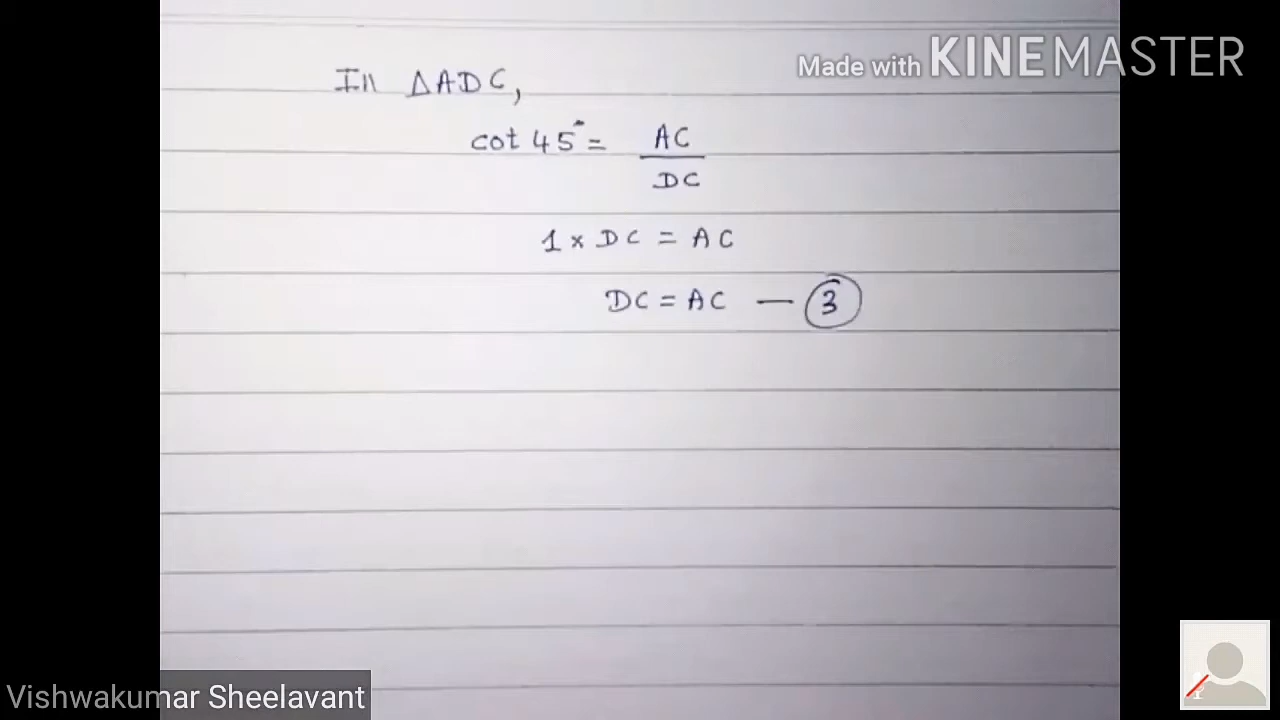 Made with KINEMASTER
In ΔADC,
cot 45° = AC
DC
1 × DC = AC
DC = AC — 3
Vishwakumar Sheelavant